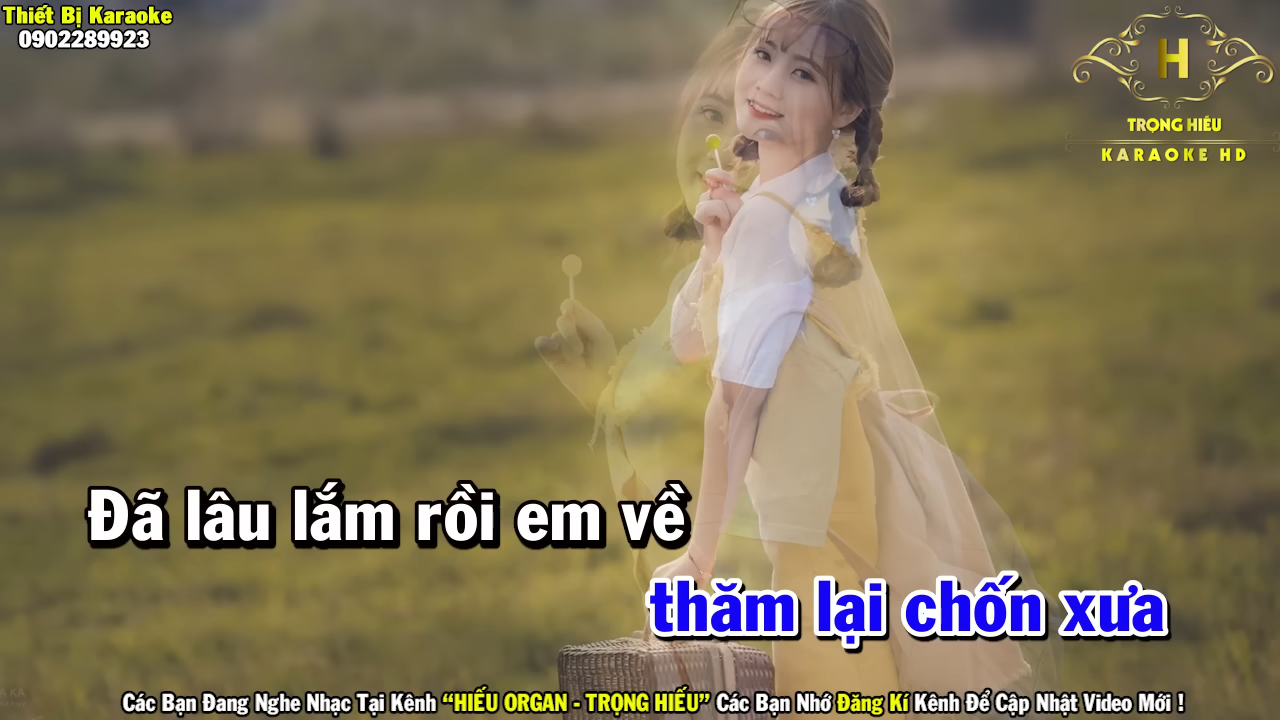 Thiết Bị Karaoke
0902289923
H
TRỌNG HIẾU
KARAOKE HD
Đã lâu lắm rồi em về
thăm lại chốn xưa
Các Bạn Đang Nghe Nhạc Tại Kênh “HIẾU ORGAN - TRỌNG HIẾU” Các Bạn Nhớ Đăng Kí Kênh Để Cập Nhật Video Mới !